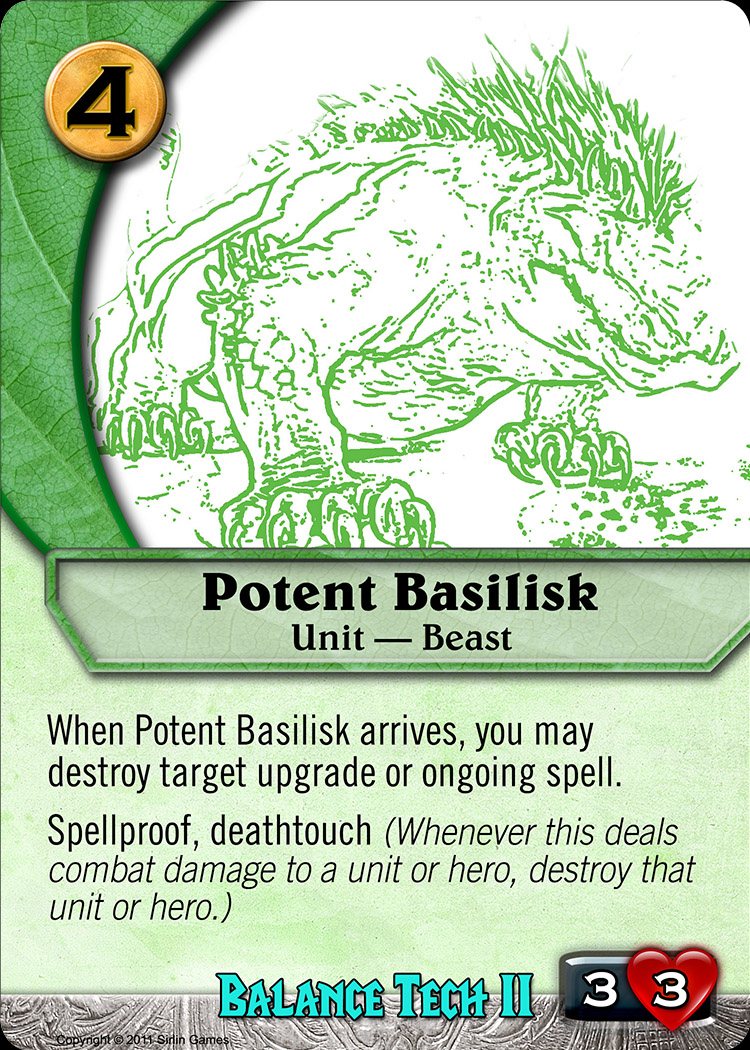 4
Potent Basilisk
Unit — Beast
When Potent Basilisk arrives, you may
destroy target upgrade or ongoing spell.
Spellproof, deathtouch (Whenever this deals
combat damage to a unit or hero, destroy that
unit or hero.)
Balance Tech II
3 3
Copyright © 2011 Sirlin Games